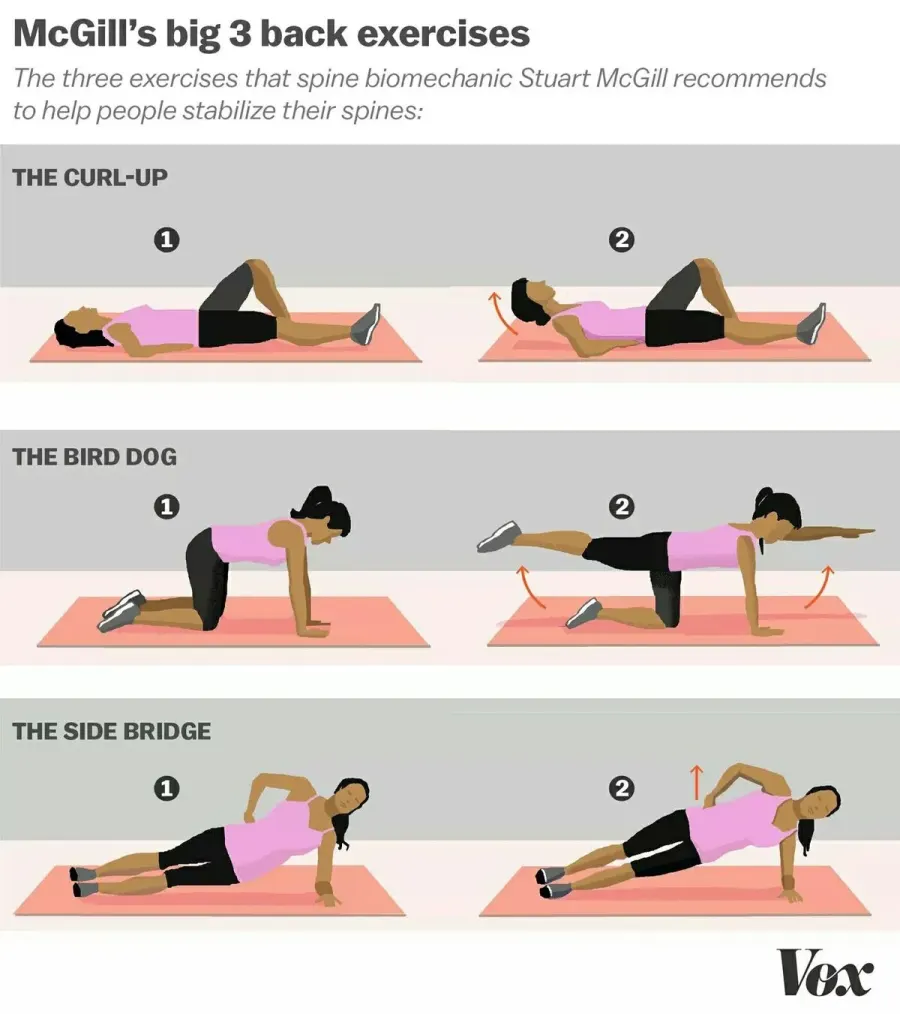 McGill's big 3 back exercises
The three exercises that spine biomechanic Stuart McGill recommends
to help people stabilize their spines:
THE CURL-UP
1
2
THE BIRD DOG
1
2
THE SIDE BRIDGE
1
2
Vox